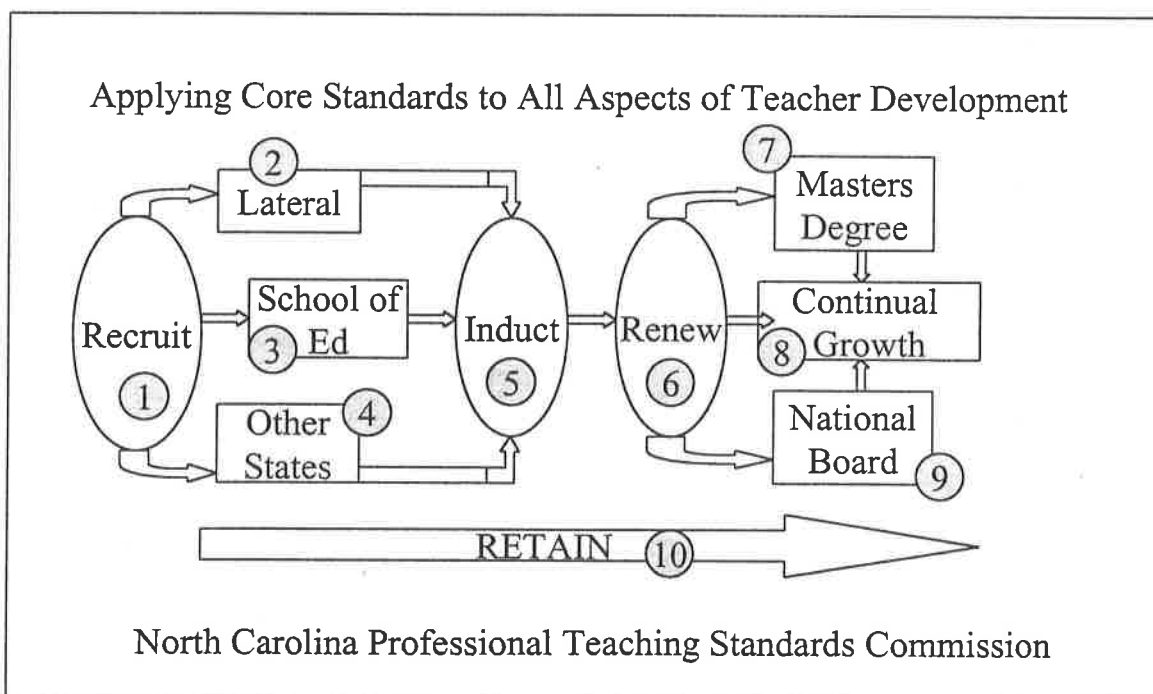 Applying Core Standards to All Aspects of Teacher Development
2
Lateral
7
Masters
Degree
Recruit
1
School of
Ed
3
Induct
5
Renew
6
Continual
Growth
8
Other
States
4
National
Board
9
RETAIN 10
North Carolina Professional Teaching Standards Commission